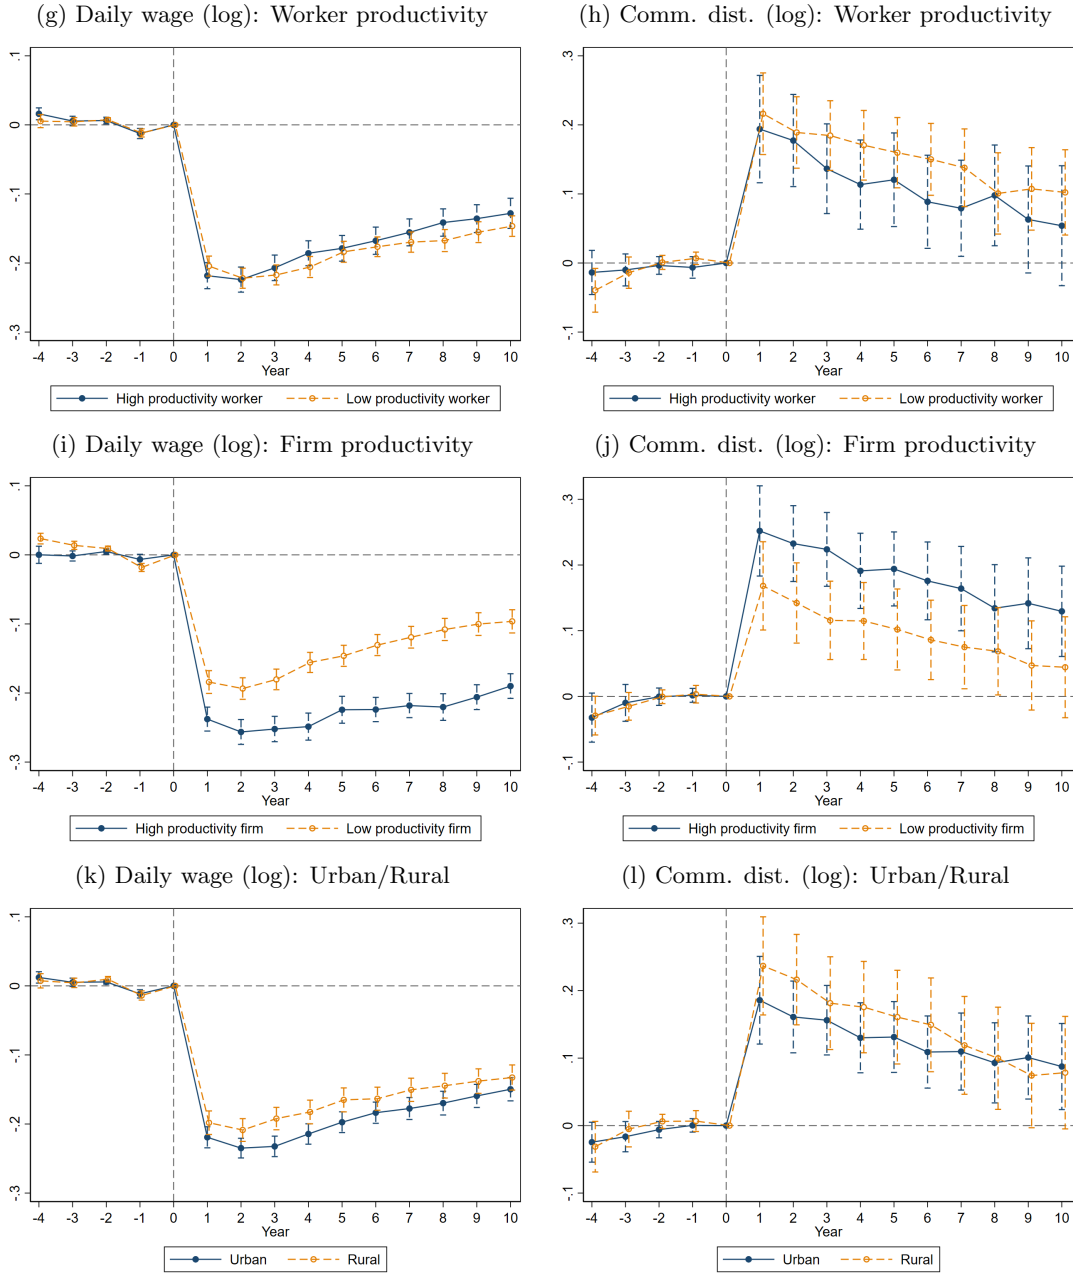 (g) Daily wage (log): Worker productivity
.1
0
-.1
-.2
-.3
-4 -3 -2 -1 0 1 2 3 4 5 6 7 8 9 10
Year
High productivity worker Low productivity worker
(h) Comm. dist. (log): Worker productivity
.3
.2
.1
0
-.1
-4 -3 -2 -1 0 1 2 3 4 5 6 7 8 9 10
Year
High productivity worker Low productivity worker
(i) Daily wage (log): Firm productivity
.1
0
-.1
-.2
-.3
-4 -3 -2 -1 0 1 2 3 4 5 6 7 8 9 10
Year
High productivity firm Low productivity firm
(j) Comm. dist. (log): Firm productivity
.3
.2
.1
0
-.1
-4 -3 -2 -1 0 1 2 3 4 5 6 7 8 9 10
Year
High productivity firm Low productivity firm
(k) Daily wage (log): Urban/Rural
.1
0
-.1
-.2
-.3
-4 -3 -2 -1 0 1 2 3 4 5 6 7 8 9 10
Year
Urban Rural
(l) Comm. dist. (log): Urban/Rural
.3
.2
.1
0
-.1
-4 -3 -2 -1 0 1 2 3 4 5 6 7 8 9 10
Year
Urban Rural